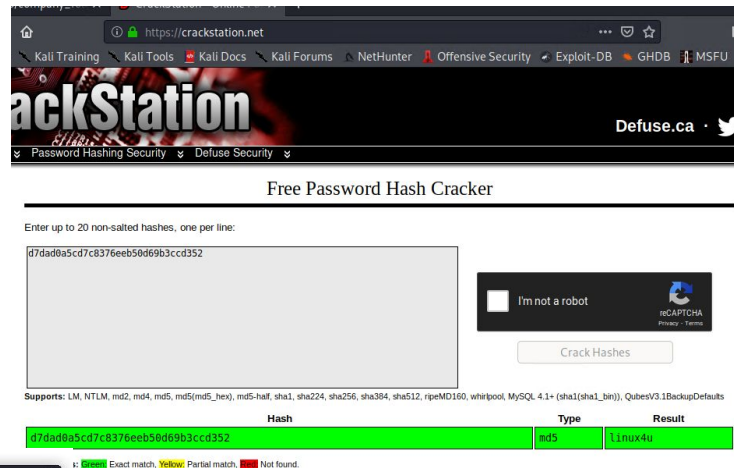 https://crackstation.net
Kali Training Kali Tools Kali Docs Kali Forums NetHunter Offensive Security Exploit-DB GHDB MSFU
ackStation
Defuse.ca ·
Password Hashing Security Defuse Security
Free Password Hash Cracker
Enter up to 20 non-salted hashes, one per line:
d7dad0a5cd7c8376eeb50d69b3ccd352
I'm not a robot
reCAPTCHA
Privacy - Terms
Crack Hashes
Supports: LM, NTLM, md2, md4, md5, md5(md5_hex), md5-half, sha1, sha224, sha256, sha384, sha512, ripeMD160, whirlpool, MySQL 4.1+ (sha1(sha1_bin)), QubesV3.1BackupDefaults
Hash Type Result
d7dad0a5cd7c8376eeb50d69b3ccd352 md5 linux4u
s: Green: Exact match, Yellow: Partial match, Red: Not found.